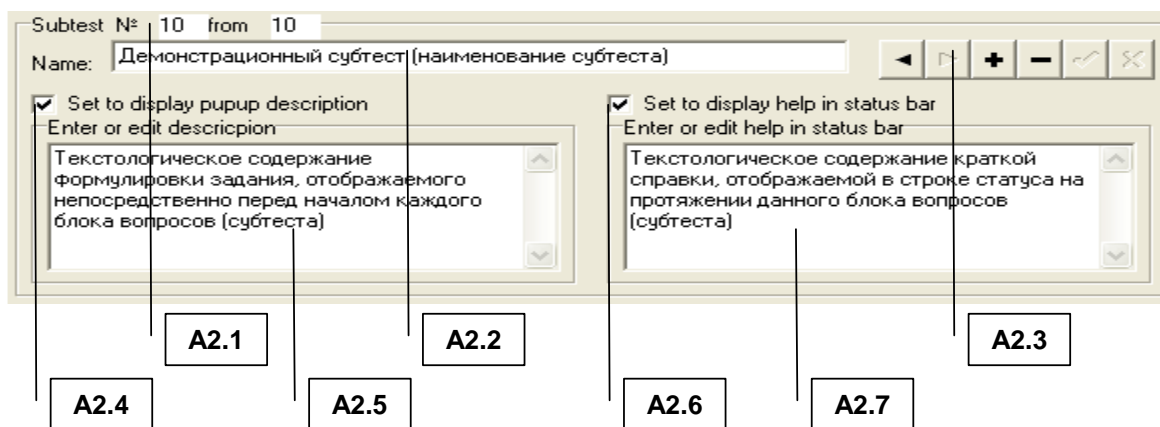 Subtest № 10 from 10
Name: Демонстрационный субтест (наименование субтеста)
Set to display pupup description
Enter or edit descricpion
Текстологическое содержание
формулировки задания, отображаемого
непосредственно перед началом каждого
блока вопросов (субтеста)
Set to display help in status bar
Enter or edit help in status bar
Текстологическое содержание краткой
справки, отображаемой в строке статуса на
протяжении данного блока вопросов
(субтеста)
A2.1
A2.2
A2.3
A2.4
A2.5
A2.6
A2.7